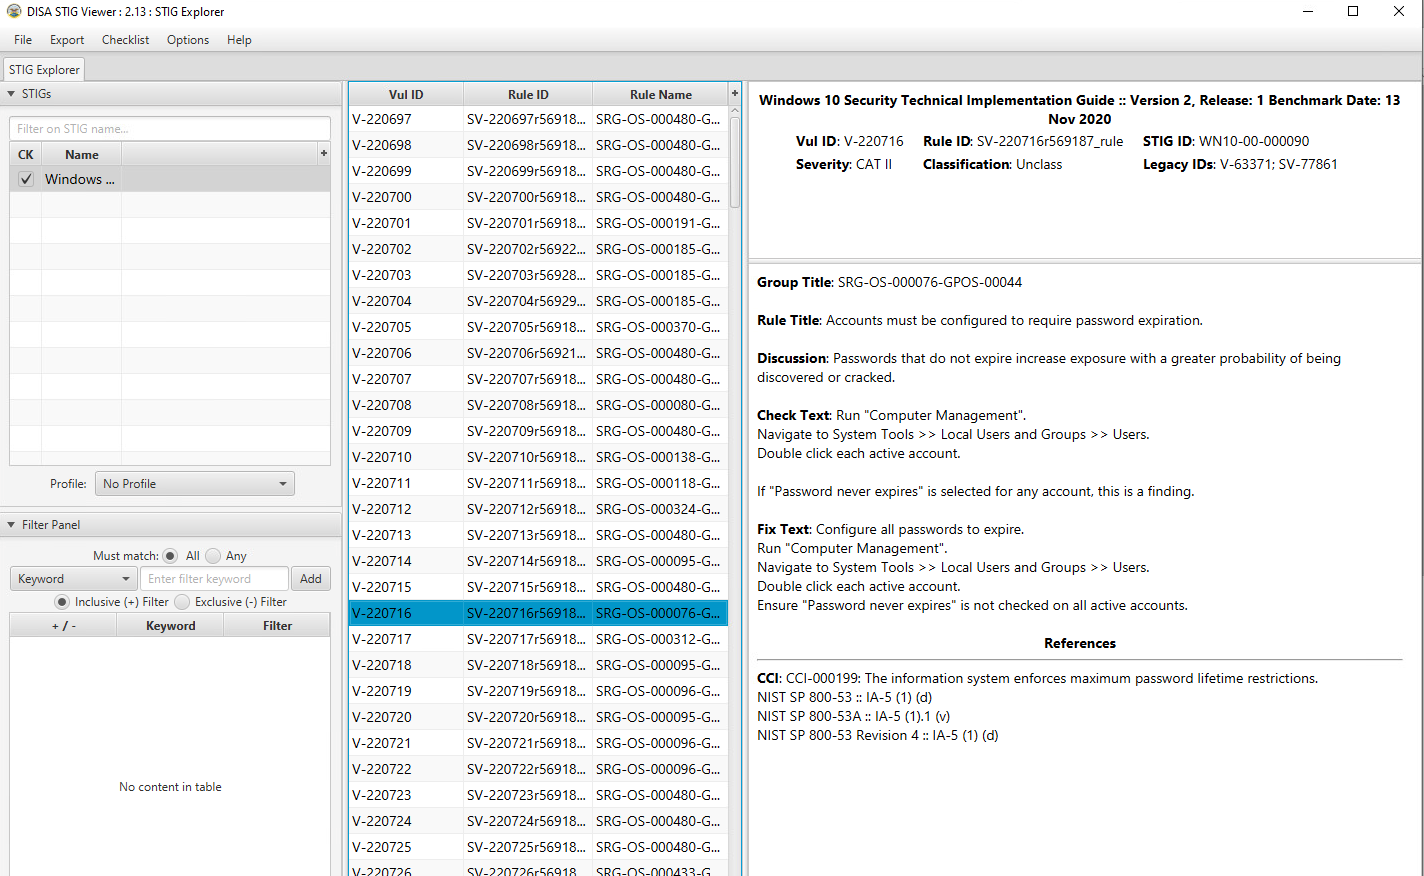 DISA STIG Viewer : 2.13 : STIG Explorer
File Export Checklist Options Help
STIG Explorer
STIGs
Filter on STIG name...
CK Name +
Windows ...
Profile: No Profile
Filter Panel
Must match: All Any
Keyword Enter filter keyword Add
Inclusive (+) Filter Exclusive (-) Filter
+ / - Keyword Filter
No content in table
Vul ID Rule ID Rule Name +
V-220697 SV-220697r56918... SRG-OS-000480-G...
V-220698 SV-220698r56918... SRG-OS-000480-G...
V-220699 SV-220699r56918... SRG-OS-000480-G...
V-220700 SV-220700r56918... SRG-OS-000480-G...
V-220701 SV-220701r56918... SRG-OS-000191-G...
V-220702 SV-220702r56922... SRG-OS-000185-G...
V-220703 SV-220703r56928... SRG-OS-000185-G...
V-220704 SV-220704r56929... SRG-OS-000185-G...
V-220705 SV-220705r56918... SRG-OS-000370-G...
V-220706 SV-220706r56921... SRG-OS-000480-G...
V-220707 SV-220707r56918... SRG-OS-000480-G...
V-220708 SV-220708r56918... SRG-OS-000080-G...
V-220709 SV-220709r56918... SRG-OS-000480-G...
V-220710 SV-220710r56918... SRG-OS-000138-G...
V-220711 SV-220711r56918... SRG-OS-000118-G...
V-220712 SV-220712r56918... SRG-OS-000324-G...
V-220713 SV-220713r56918... SRG-OS-000480-G...
V-220714 SV-220714r56918... SRG-OS-000095-G...
V-220715 SV-220715r56918... SRG-OS-000480-G...
V-220716 SV-220716r56918... SRG-OS-000076-G...
V-220717 SV-220717r56918... SRG-OS-000312-G...
V-220718 SV-220718r56918... SRG-OS-000095-G...
V-220719 SV-220719r56918... SRG-OS-000096-G...
V-220720 SV-220720r56918... SRG-OS-000095-G...
V-220721 SV-220721r56918... SRG-OS-000096-G...
V-220722 SV-220722r56918... SRG-OS-000096-G...
V-220723 SV-220723r56918... SRG-OS-000480-G...
V-220724 SV-220724r56918... SRG-OS-000480-G...
V-220725 SV-220725r56918... SRG-OS-000480-G...
V-220726 SV-220726r56918... SRG-OS-000433-G...
Windows 10 Security Technical Implementation Guide :: Version 2, Release: 1 Benchmark Date: 13
Nov 2020
Vul ID: V-220716 Rule ID: SV-220716r569187_rule STIG ID: WN10-00-000090
Severity: CAT II Classification: Unclass Legacy IDs: V-63371; SV-77861
Group Title: SRG-OS-000076-GPOS-00044
Rule Title: Accounts must be configured to require password expiration.
Discussion: Passwords that do not expire increase exposure with a greater probability of being
discovered or cracked.
Check Text: Run "Computer Management".
Navigate to System Tools >> Local Users and Groups >> Users.
Double click each active account.
If "Password never expires" is selected for any account, this is a finding.
Fix Text: Configure all passwords to expire.
Run "Computer Management".
Navigate to System Tools >> Local Users and Groups >> Users.
Double click each active account.
Ensure "Password never expires" is not checked on all active accounts.
References
CCI: CCI-000199: The information system enforces maximum password lifetime restrictions.
NIST SP 800-53 :: IA-5 (1) (d)
NIST SP 800-53A :: IA-5 (1).1 (v)
NIST SP 800-53 Revision 4 :: IA-5 (1) (d)